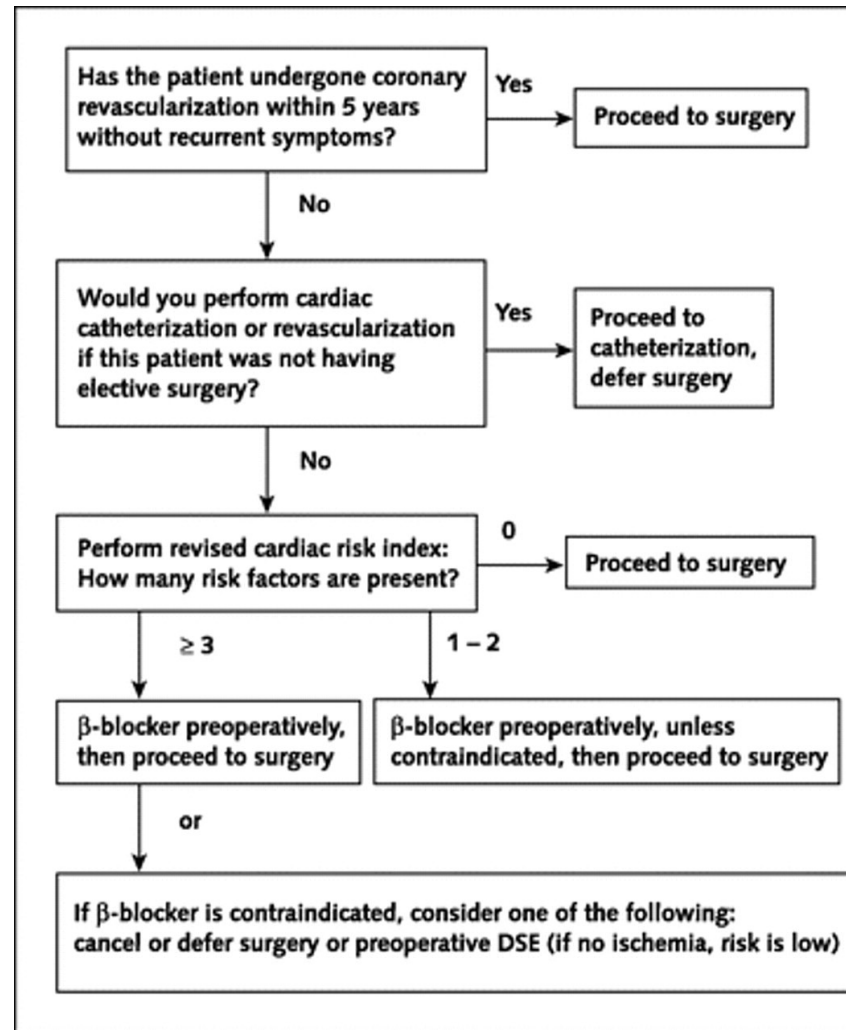 Has the patient undergone coronary
revascularization within 5 years
without recurrent symptoms?
Yes
Proceed to surgery
No
Would you perform cardiac
catheterization or revascularization
if this patient was not having
elective surgery?
Yes
Proceed to
catheterization,
defer surgery
No
Perform revised cardiac risk index:
How many risk factors are present?
0
Proceed to surgery
≥ 3
1 – 2
β-blocker preoperatively,
then proceed to surgery
β-blocker preoperatively, unless
contraindicated, then proceed to surgery
or
If β-blocker is contraindicated, consider one of the following:
cancel or defer surgery or preoperative DSE (if no ischemia, risk is low)